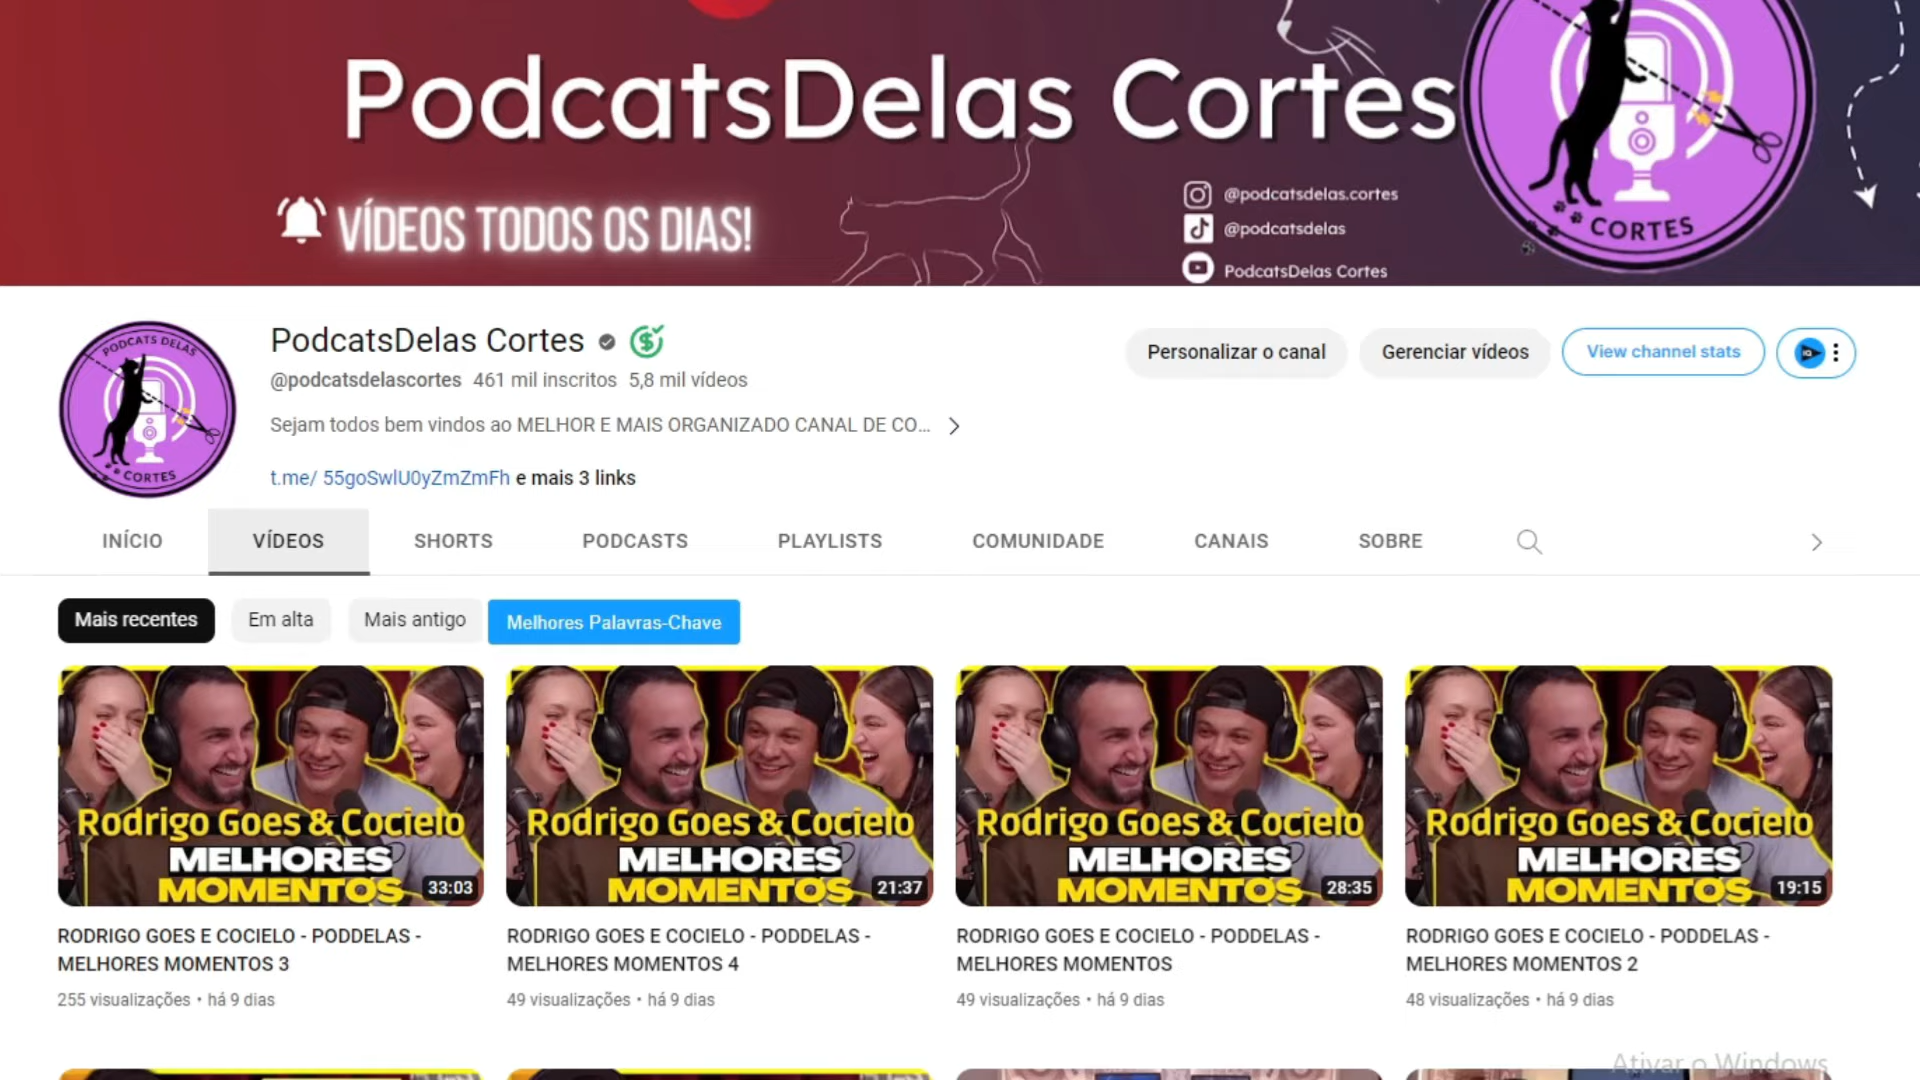 PodcatsDelas Cortes
VÍDEOS TODOS OS DIAS!
@podcatsdelas.cortes
@podcatsdelas
PodcatsDelas Cortes
CORTES
PODCATS DELAS
CORTES
PodcatsDelas Cortes
@podcatsdelascortes 461 mil inscritos 5,8 mil vídeos
Sejam todos bem vindos ao MELHOR E MAIS ORGANIZADO CANAL DE CO...
t.me/ 55goSwlU0yZmZmFh e mais 3 links
Personalizar o canal
Gerenciar vídeos
View channel stats
IQ
INÍCIO
VÍDEOS
SHORTS
PODCASTS
PLAYLISTS
COMUNIDADE
CANAIS
SOBRE
Mais recentes
Em alta
Mais antigo
Melhores Palavras-Chave
Rodrigo Goes & Cocielo
MELHORES
MOMENTOS
33:03
RODRIGO GOES E COCIELO - PODDELAS -
MELHORES MOMENTOS 3
255 visualizações • há 9 dias
Rodrigo Goes & Cocielo
MELHORES
MOMENTOS
21:37
RODRIGO GOES E COCIELO - PODDELAS -
MELHORES MOMENTOS 4
49 visualizações • há 9 dias
Rodrigo Goes & Cocielo
MELHORES
MOMENTOS
28:35
RODRIGO GOES E COCIELO - PODDELAS -
MELHORES MOMENTOS
49 visualizações • há 9 dias
Rodrigo Goes & Cocielo
MELHORES
MOMENTOS
19:15
RODRIGO GOES E COCIELO - PODDELAS -
MELHORES MOMENTOS 2
48 visualizações • há 9 dias
Ativar o Windows